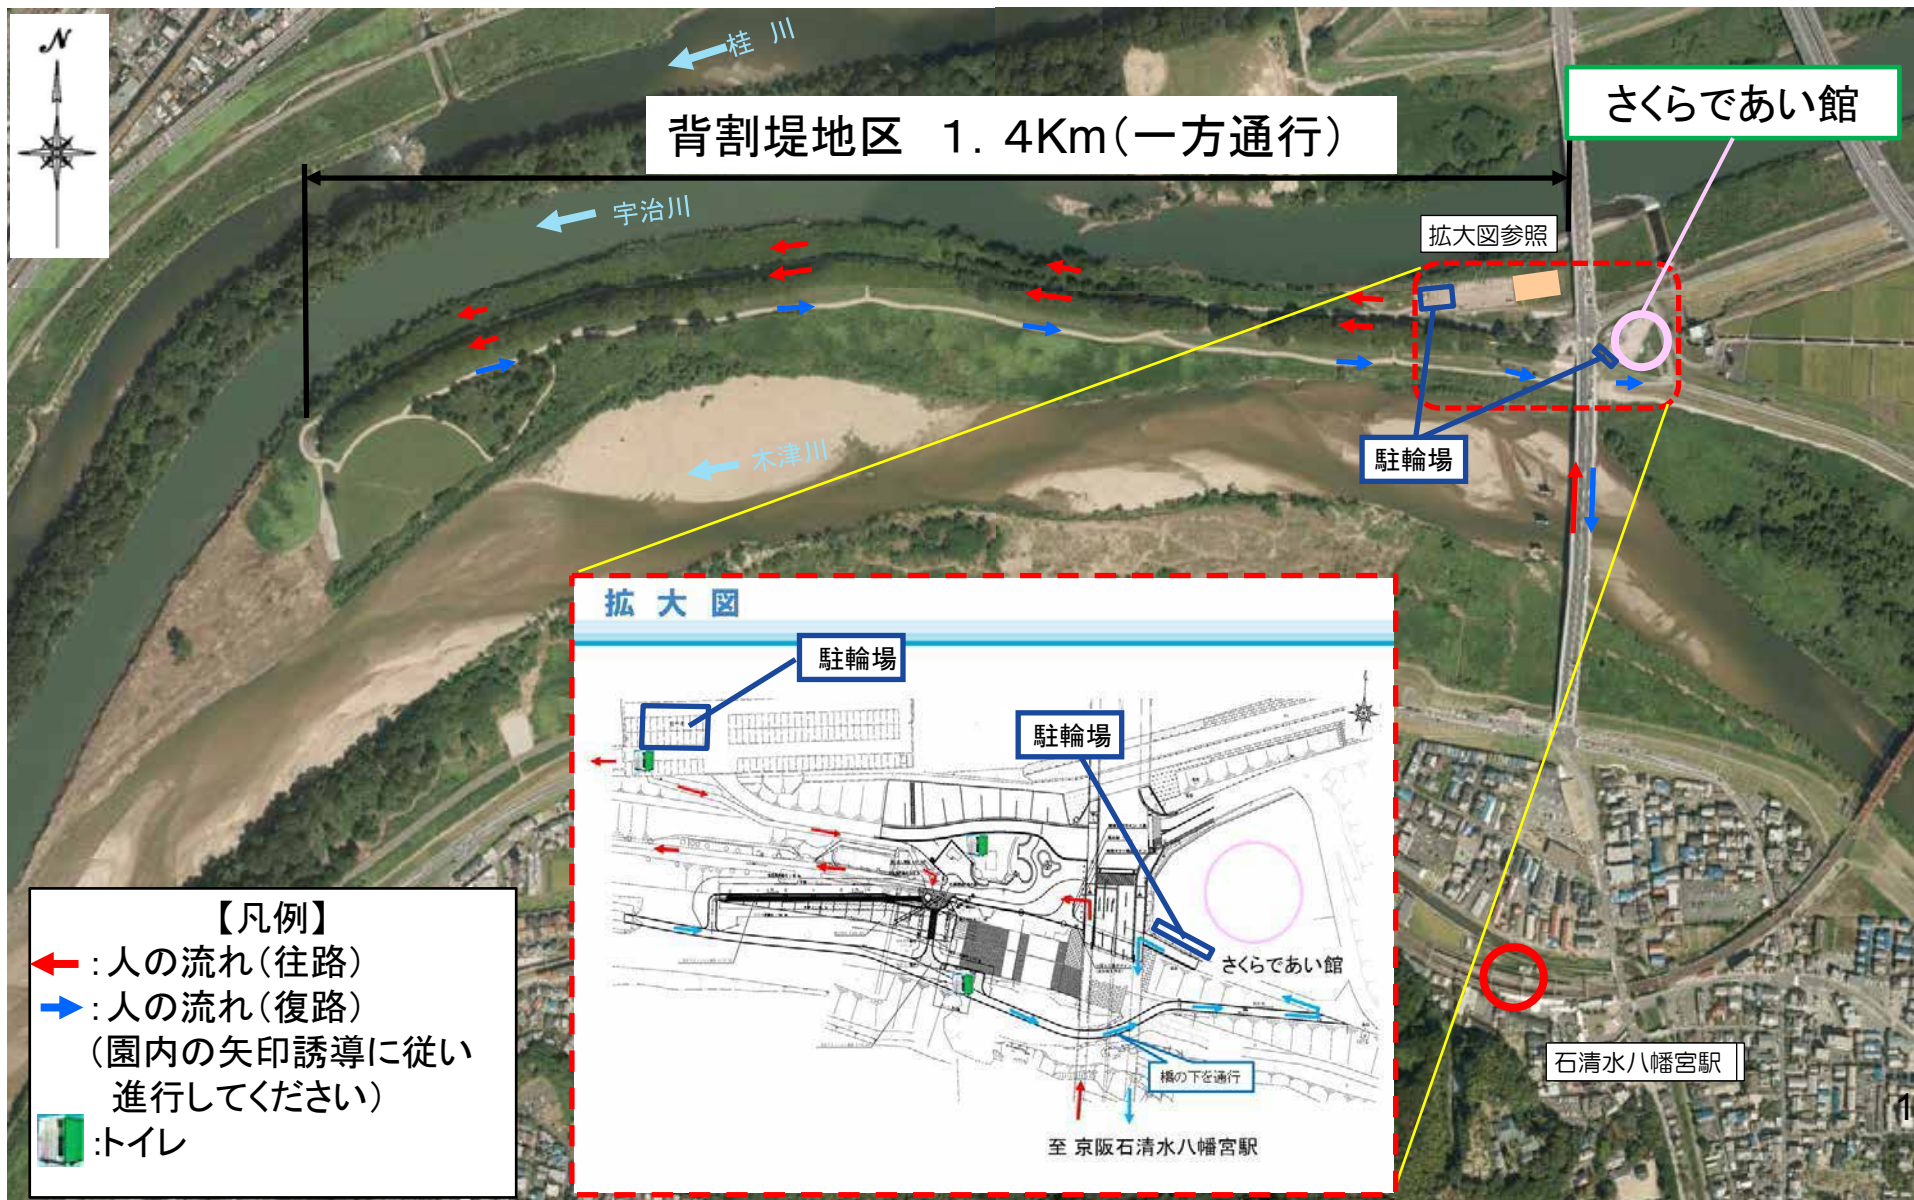 N
桂 川
背割堤地区 1. 4Km(一方通行)
さくらであい館
宇治川
拡大図参照
木津川
駐輪場
拡 大 図
駐輪場
駐輪場
さくらであい館
橋の下を通行
至 京阪石清水八幡宮駅
石清水八幡宮駅
【凡例】
:人の流れ(往路)
:人の流れ(復路)
(園内の矢印誘導に従い
進行してください)
:トイレ
1